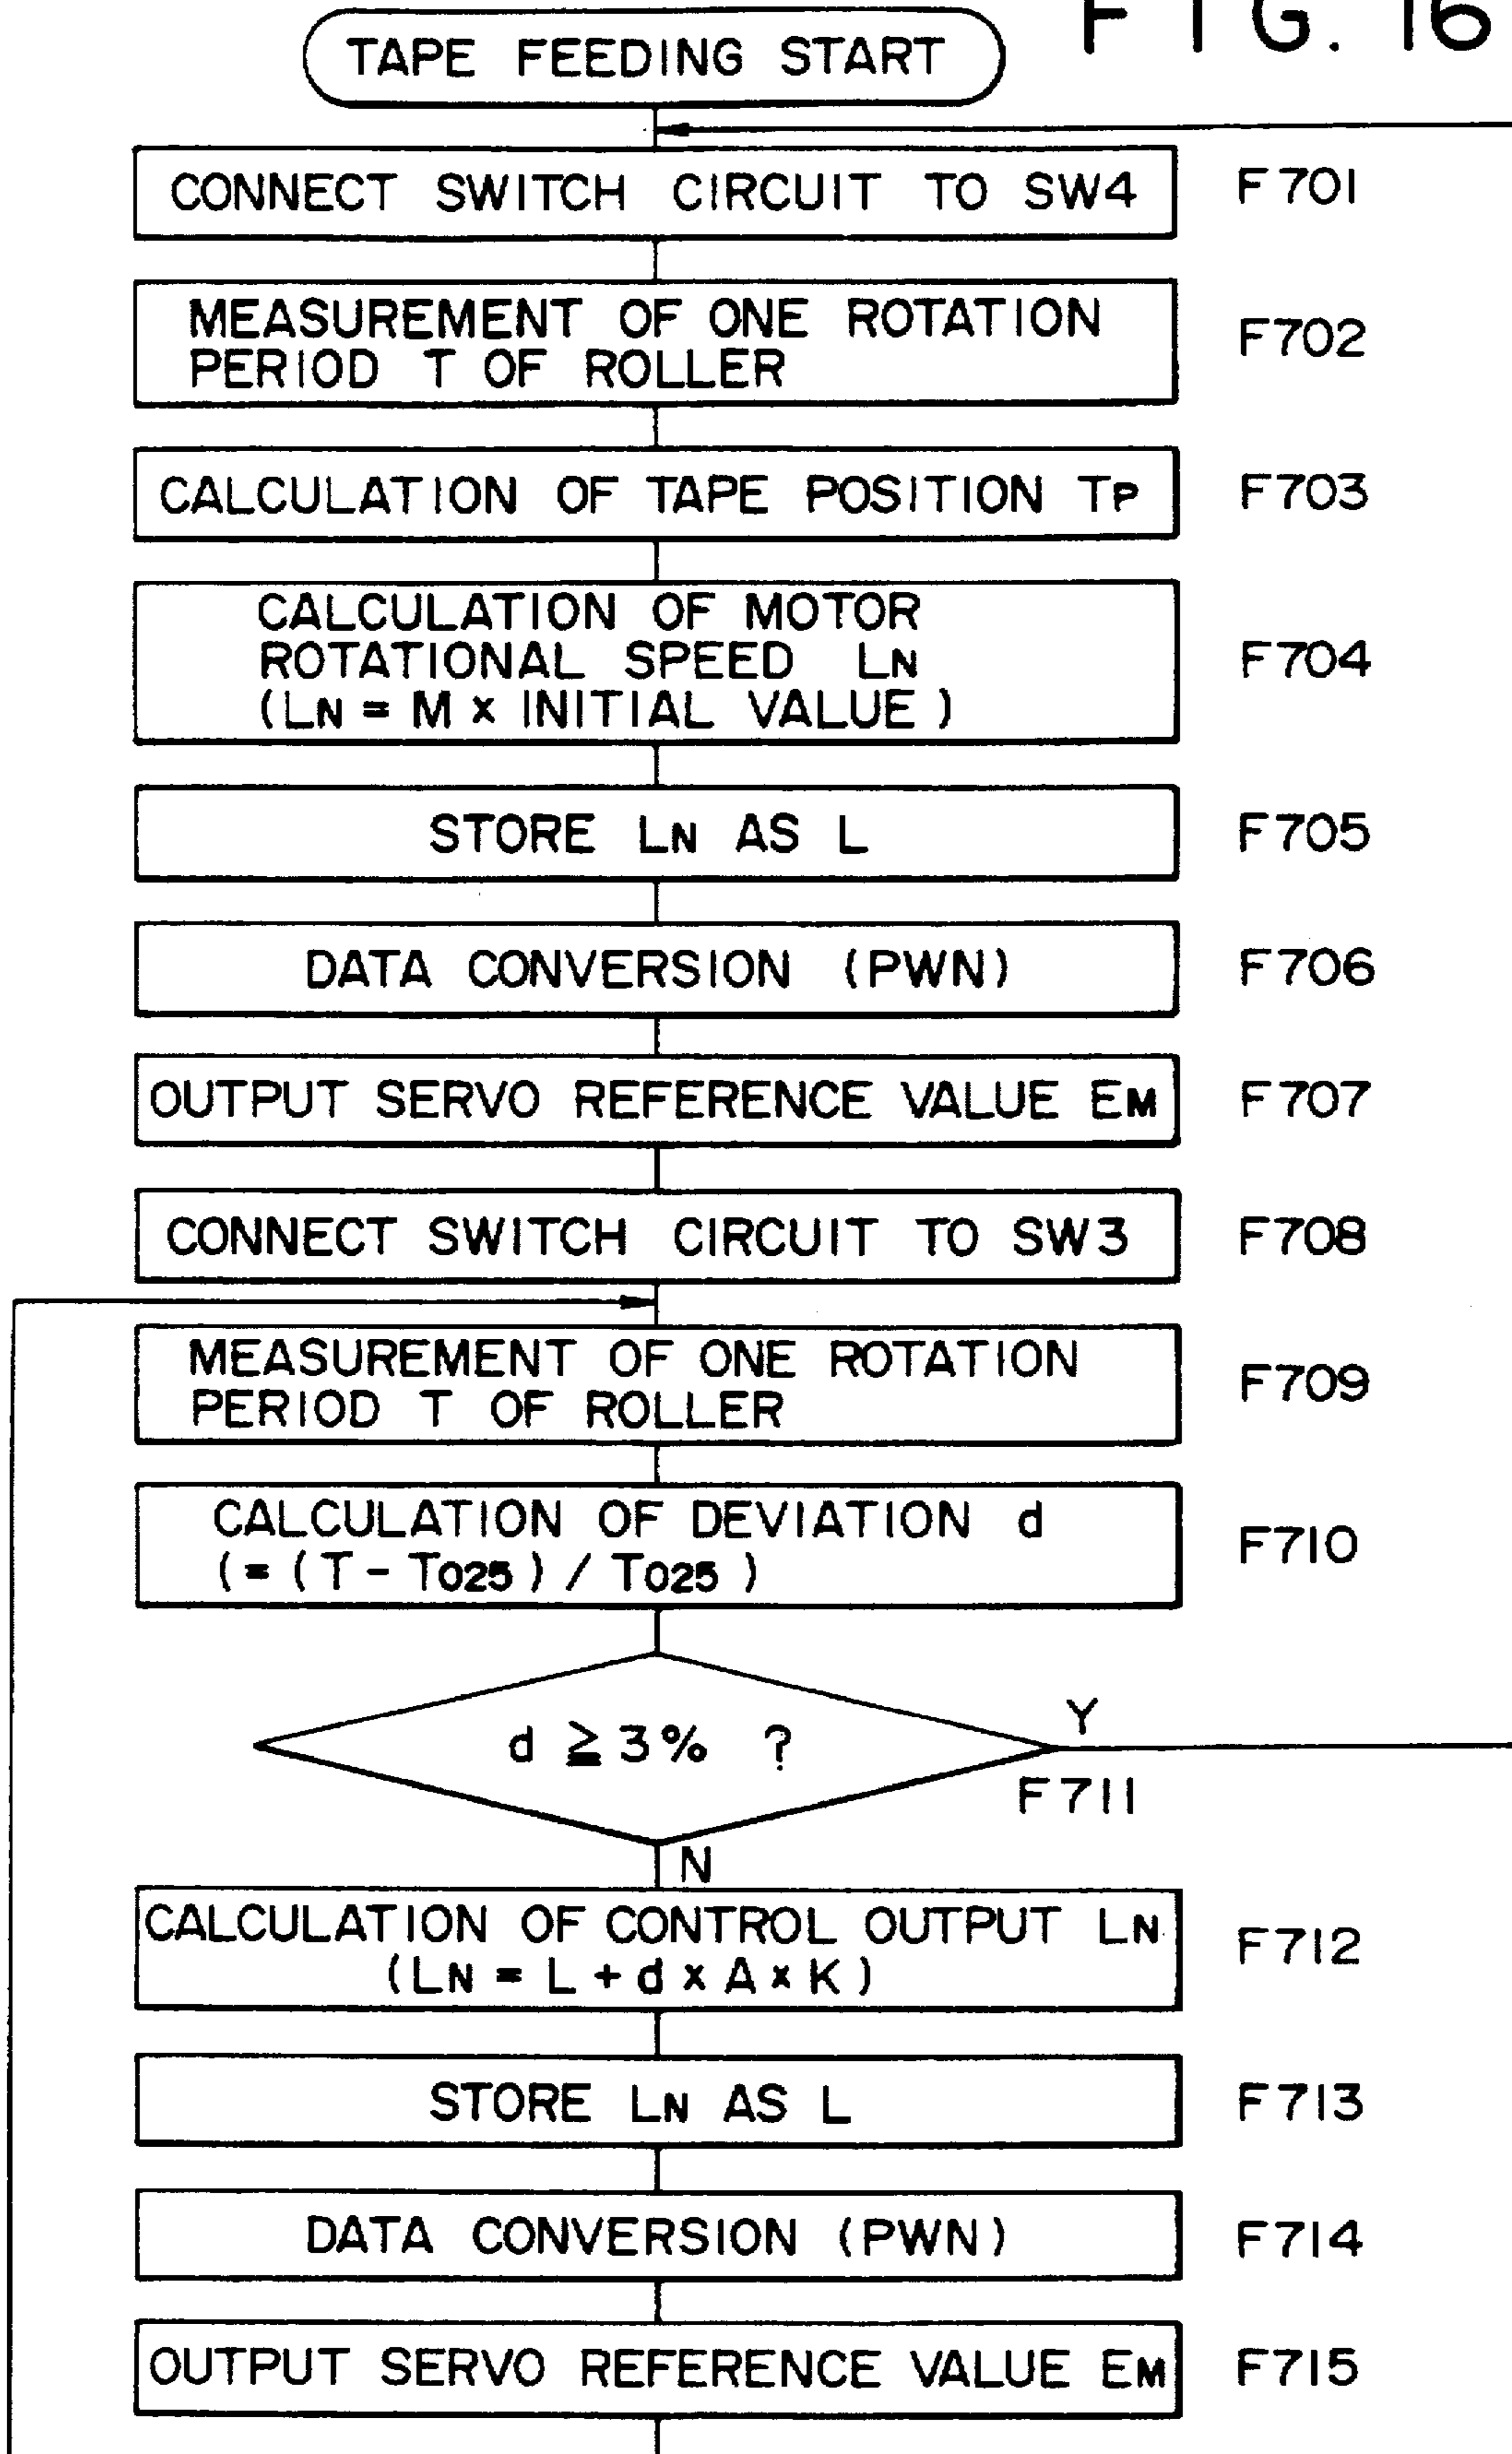 FIG. 16
TAPE FEEDING START
CONNECT SWITCH CIRCUIT TO SW4
F701
MEASUREMENT OF ONE ROTATION
PERIOD T OF ROLLER
F702
CALCULATION OF TAPE POSITION TP
F703
CALCULATION OF MOTOR
ROTATIONAL SPEED LN
(LN = M × INITIAL VALUE)
F704
STORE LN AS L
F705
DATA CONVERSION (PWN)
F706
OUTPUT SERVO REFERENCE VALUE EM
F707
CONNECT SWITCH CIRCUIT TO SW3
F708
MEASUREMENT OF ONE ROTATION
PERIOD T OF ROLLER
F709
CALCULATION OF DEVIATION d
(= (T - T025) / T025 )
F710
d ≧ 3% ?
Y
F711
N
CALCULATION OF CONTROL OUTPUT LN
(LN = L + d × A × K)
F712
STORE LN AS L
F713
DATA CONVERSION (PWN)
F714
OUTPUT SERVO REFERENCE VALUE EM
F715